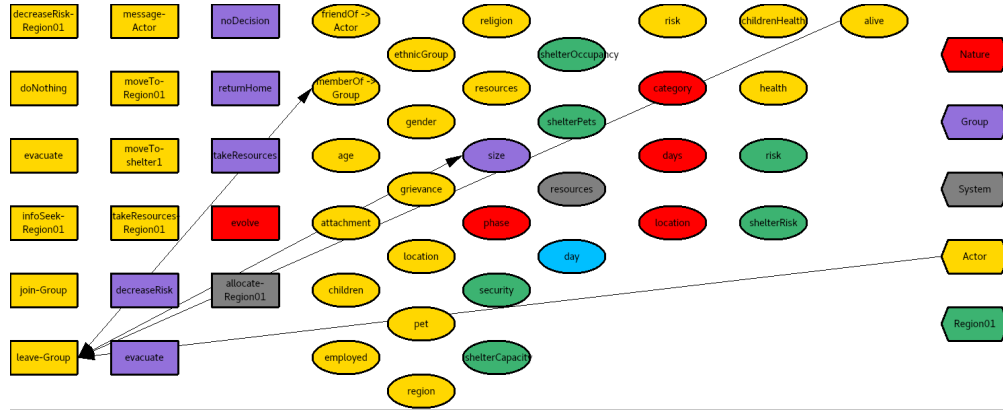 decreaseRisk-
Region01
message-
Actor
noDecision
friendOf ->
Actor
religion
risk
childrenHealth
alive
ethnicGroup
shelterOccupancy
Nature
doNothing
moveTo-
Region01
returnHome
memberOf ->
Group
resources
category
health
gender
shelterPets
Group
evacuate
moveTo-
shelter1
takeResources
age
size
days
risk
grievance
resources
System
infoSeek-
Region01
takeResources-
Region01
evolve
attachment
phase
location
shelterRisk
location
day
Actor
join-Group
decreaseRisk
allocate-
Region01
children
security
pet
Region01
leave-Group
evacuate
employed
shelterCapacity
region